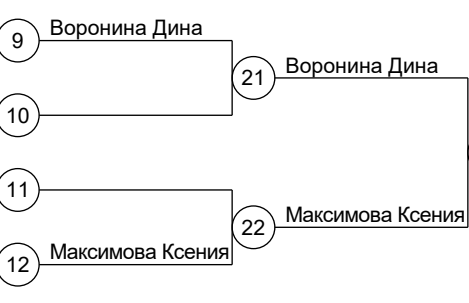 9 Воронина Дина
21 Воронина Дина
10
11
22 Максимова Ксения
12 Максимова Ксения